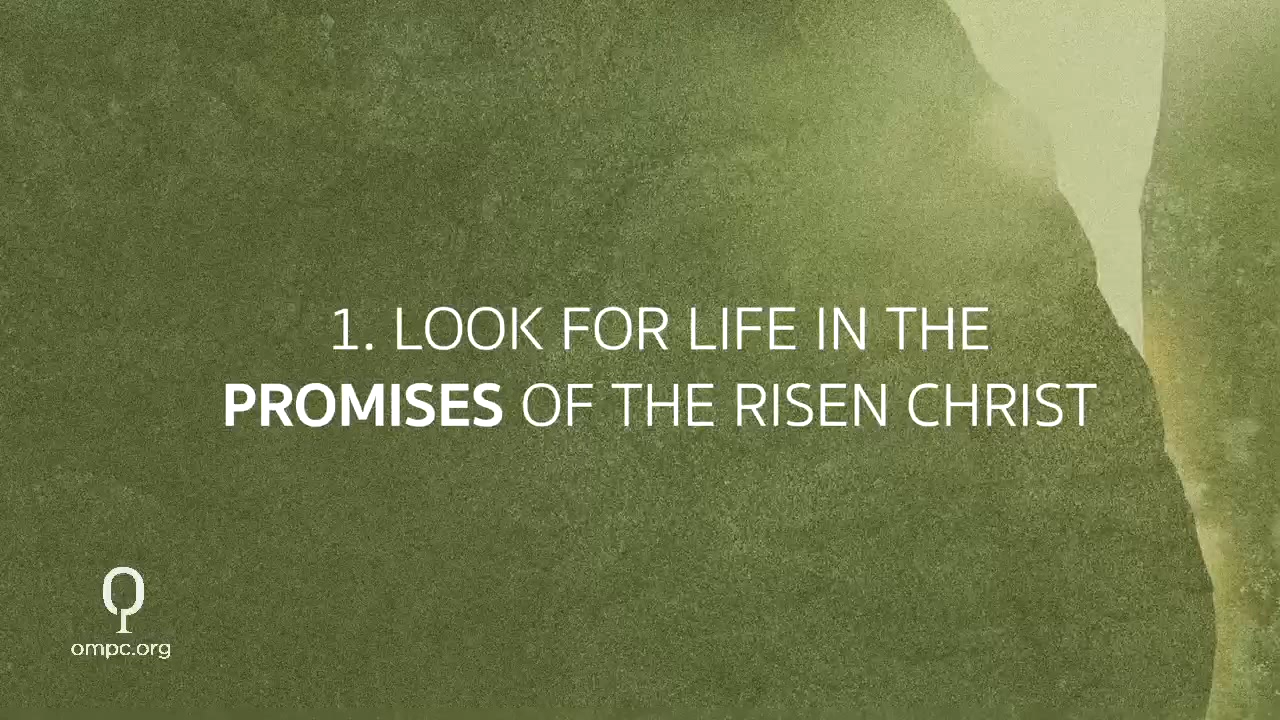 1. LOOK FOR LIFE IN THE
PROMISES OF THE RISEN CHRIST
ompc.org